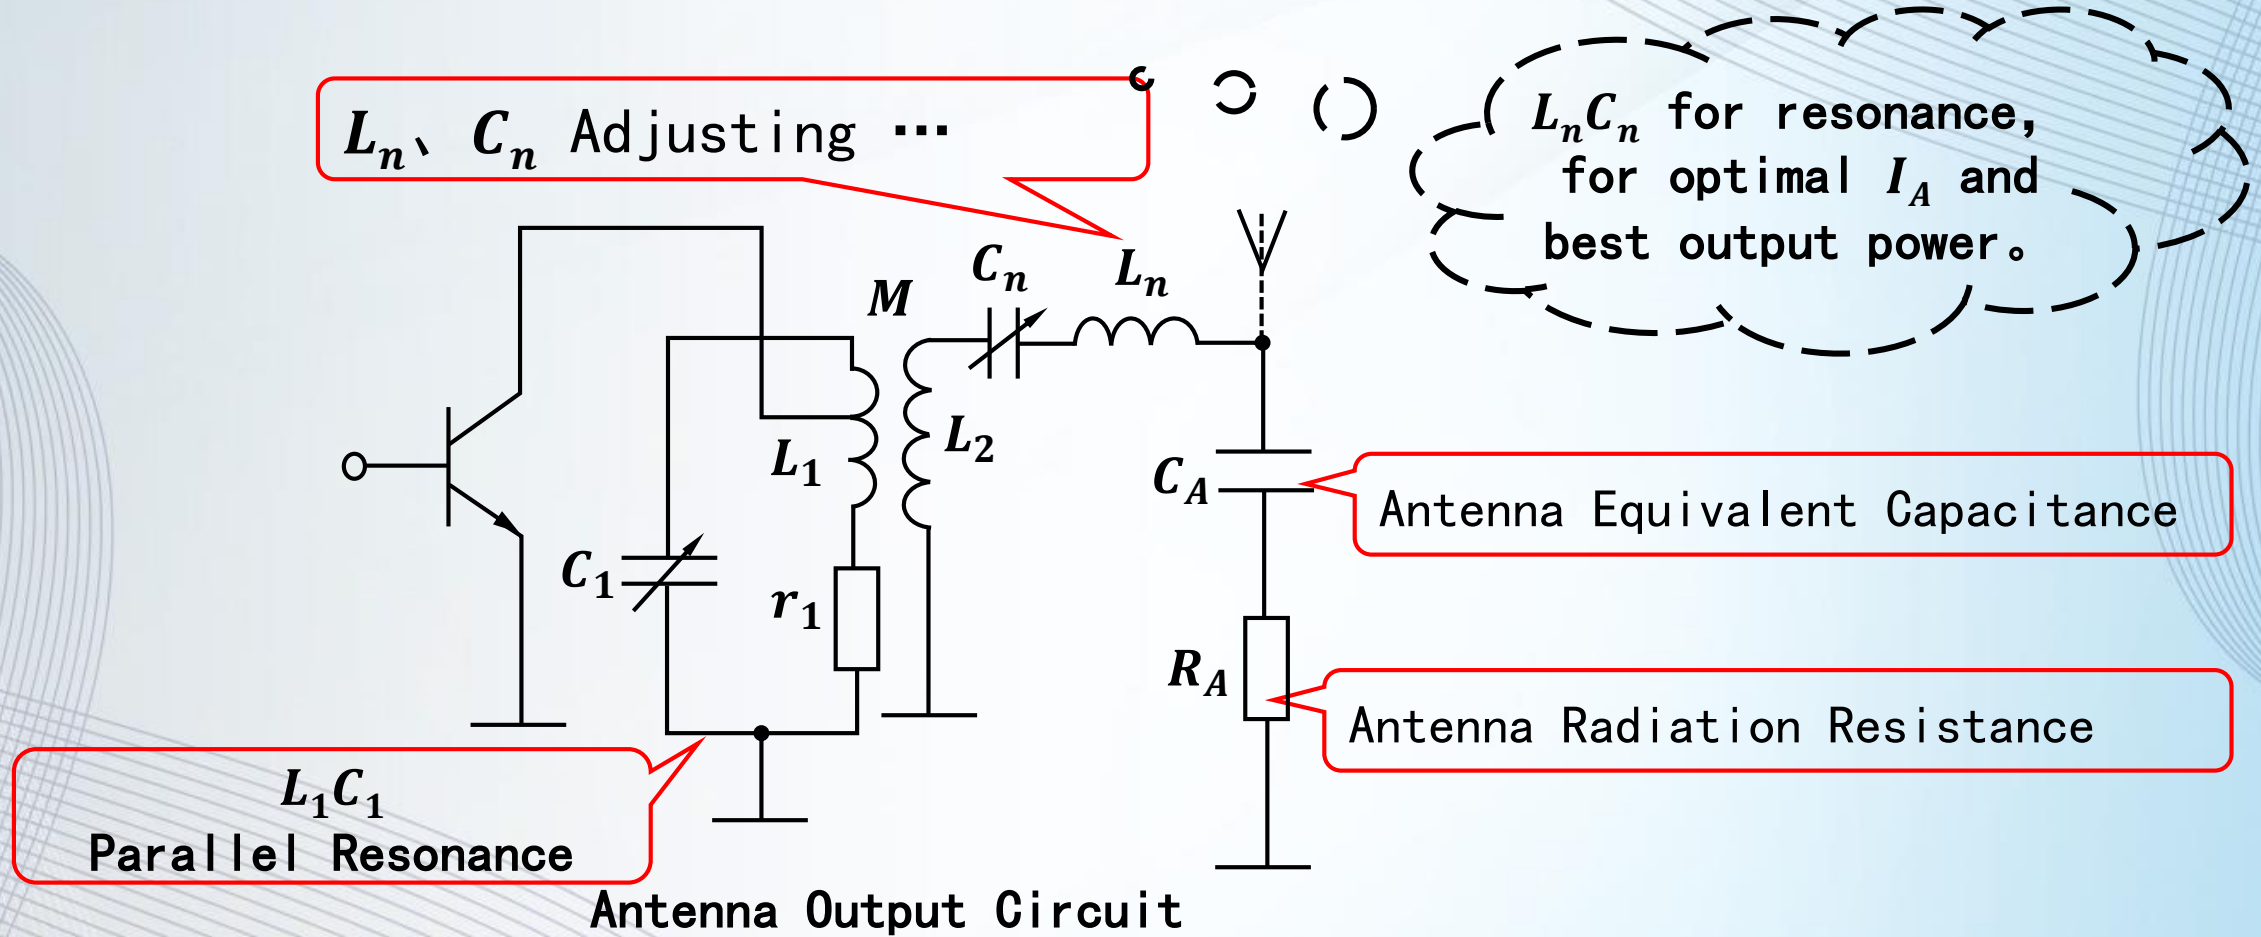 Lₙ、Cₙ Adjusting ⋯
LₙCₙ for resonance,
for optimal I_A and
best output power。
M
Cₙ
Lₙ
L₁
L₂
C₁
r₁
C_A
Antenna Equivalent Capacitance
R_A
Antenna Radiation Resistance
L₁C₁
Parallel Resonance
Antenna Output Circuit